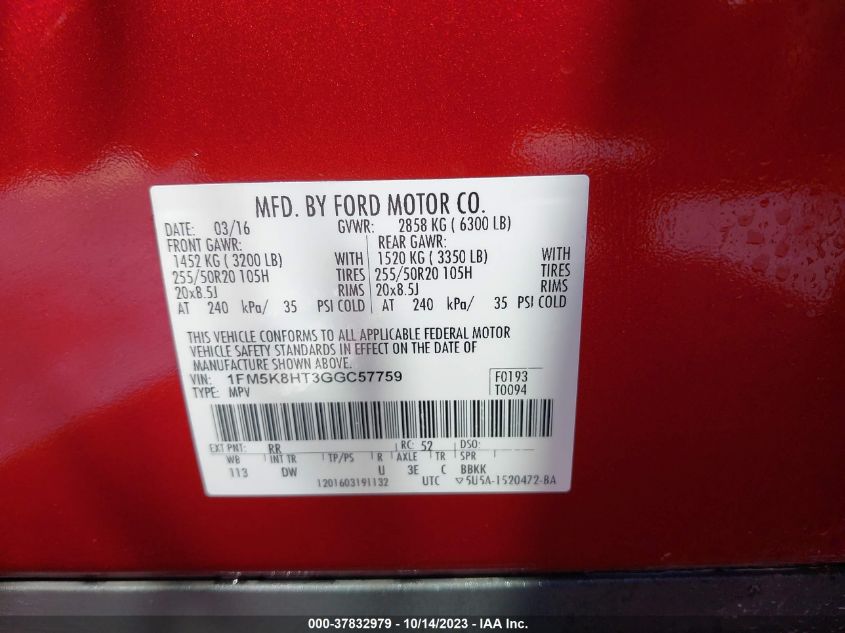 MFD. BY FORD MOTOR CO.
DATE: 03/16 GVWR: 2858 KG ( 6300 LB)
FRONT GAWR: REAR GAWR:
1452 KG ( 3200 LB) WITH 1520 KG ( 3350 LB) WITH
255/50R20 105H TIRES 255/50R20 105H TIRES
20x8.5J RIMS 20x8.5J RIMS
AT 240 kPa/ 35 PSI COLD AT 240 kPa/ 35 PSI COLD
THIS VEHICLE CONFORMS TO ALL APPLICABLE FEDERAL MOTOR
VEHICLE SAFETY STANDARDS IN EFFECT ON THE DATE OF
MANUFACTURE SHOWN ABOVE.
VIN: 1FM5K8HT3GGC57759 F0193
TYPE: MPV T0094
EXT PNT: RR RC: 52 DSO:
WB INT TR TP/PS R AXLE TR SPR
113 DW U 3E C BBKK
1201603191132 UTC ▽5U5A-1520472-BA
000-37832979 | 10/14/2023 | IAA Inc.